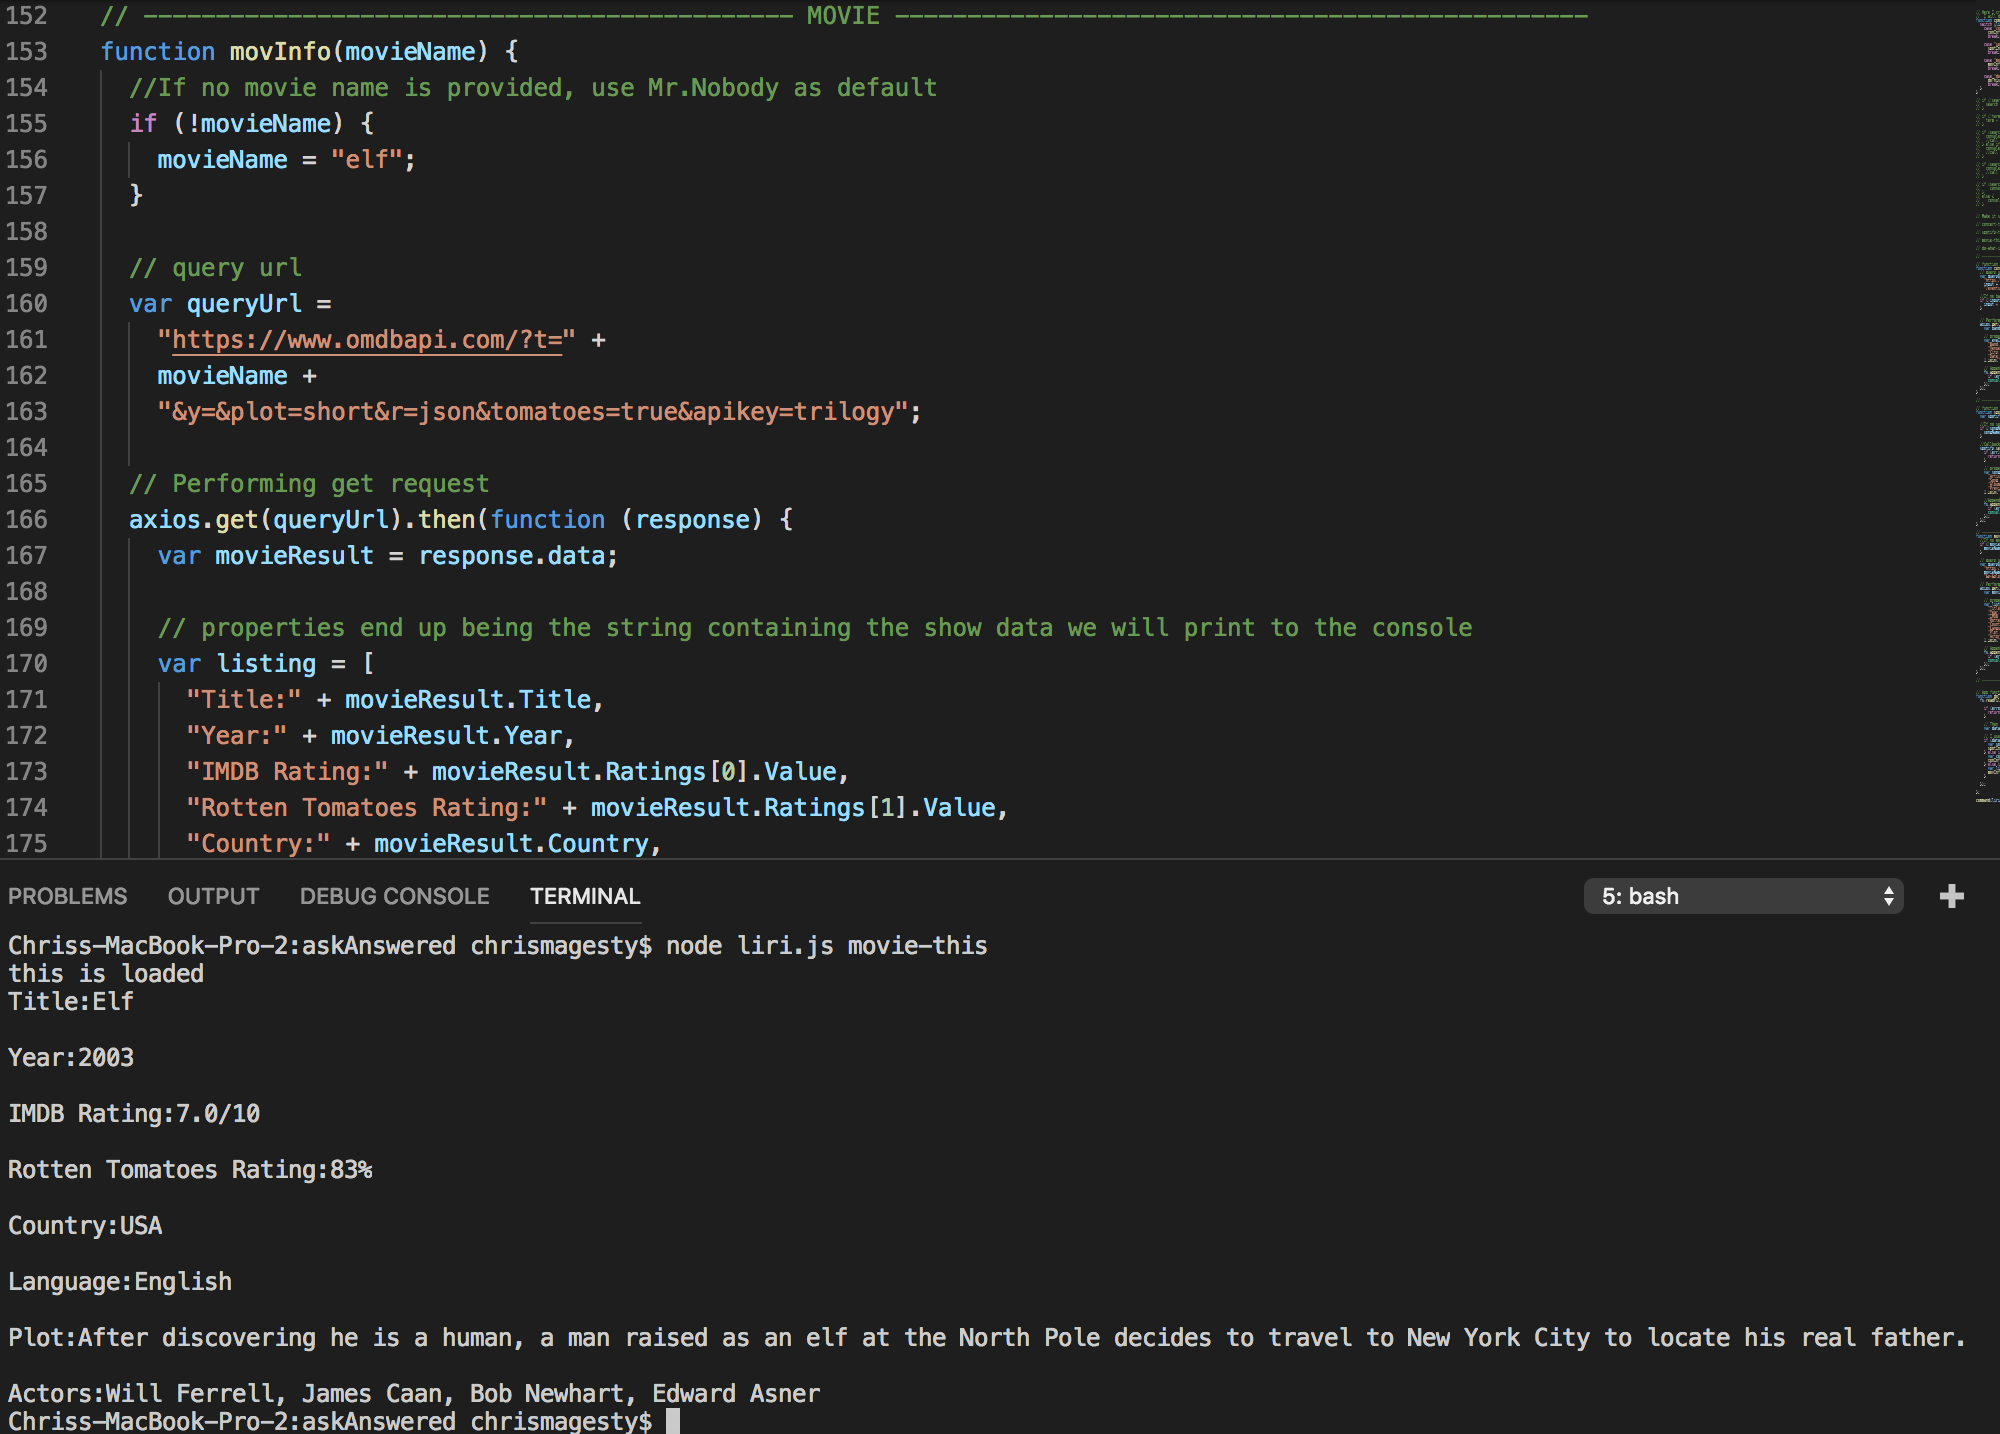 152 // --------------------------------------------- MOVIE ------------------------------------------------
153 function movInfo(movieName) {
154 //If no movie name is provided, use Mr.Nobody as default
155 if (!movieName) {
156 movieName = "elf";
157 }
158
159 // query url
160 var queryUrl =
161 "https://www.omdbapi.com/?t=" +
162 movieName +
163 "&y=&plot=short&r=json&tomatoes=true&apikey=trilogy";
164
165 // Performing get request
166 axios.get(queryUrl).then(function (response) {
167 var movieResult = response.data;
168
169 // properties end up being the string containing the show data we will print to the console
170 var listing = [
171 "Title:" + movieResult.Title,
172 "Year:" + movieResult.Year,
173 "IMDB Rating:" + movieResult.Ratings[0].Value,
174 "Rotten Tomatoes Rating:" + movieResult.Ratings[1].Value,
175 "Country:" + movieResult.Country,
PROBLEMS OUTPUT DEBUG CONSOLE TERMINAL 5: bash
Chriss-MacBook-Pro-2:askAnswered chrismagesty$ node liri.js movie-this
this is loaded
Title:Elf
Year:2003
IMDB Rating:7.0/10
Rotten Tomatoes Rating:83%
Country:USA
Language:English
Plot:After discovering he is a human, a man raised as an elf at the North Pole decides to travel to New York City to locate his real father.
Actors:Will Ferrell, James Caan, Bob Newhart, Edward Asner
Chriss-MacBook-Pro-2:askAnswered chrismagesty$